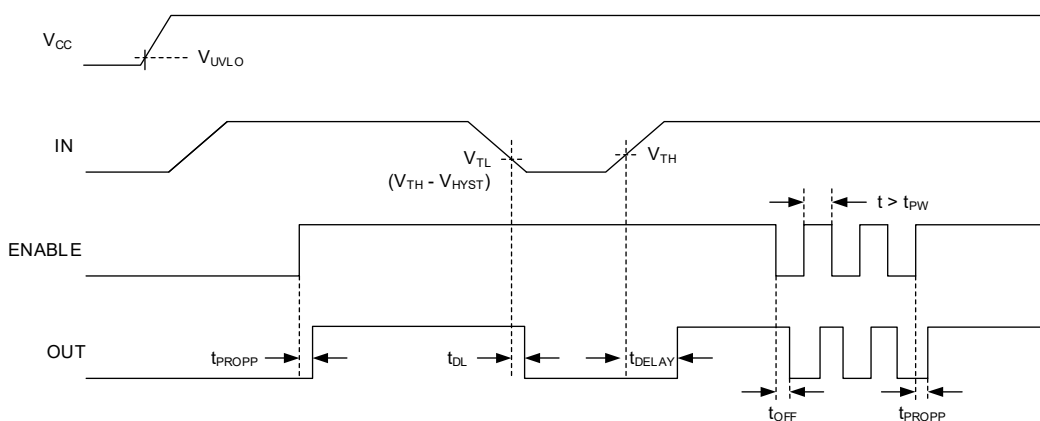 VCC
VUVLO
IN
VTL
(VTH - VHYST)
VTH
t > tPW
ENABLE
OUT
tPROPP
tDL
tDELAY
tOFF
tPROPP